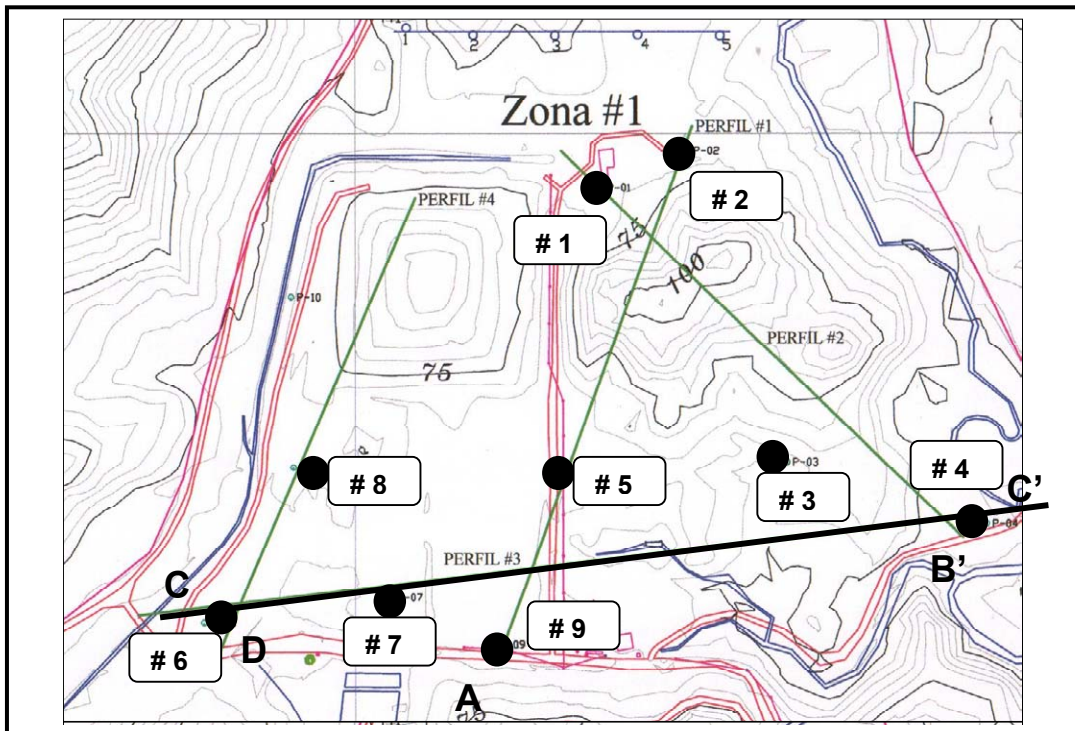 1 2 3 4 5
Zona #1
PERFIL #1
P-02
-01
# 2
PERFIL #4
# 1
75
100
P-10
PERFIL #2
75
# 4
P-03
# 8
# 5
# 3
C'
P-04
PERFIL #3
B'
C
-07
# 9
09
D
# 6
# 7
A
75